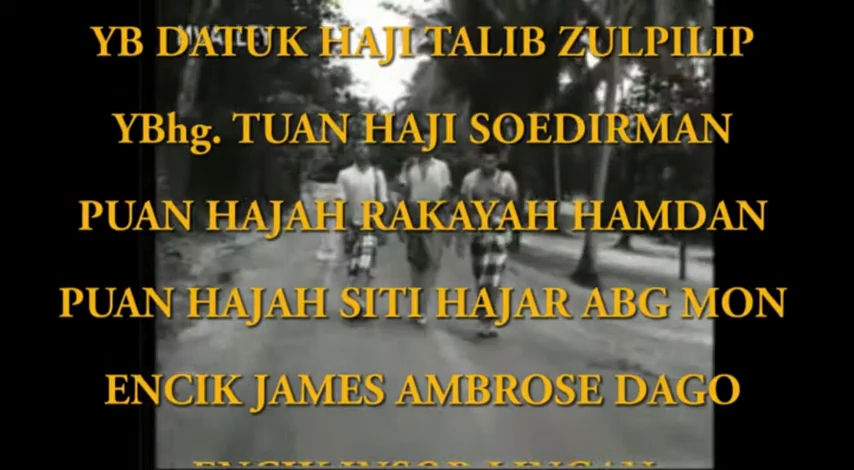 YB DATUK HAJI TALIB ZULPILIP
YBhg. TUAN HAJI SOEDIRMAN
PUAN HAJAH RAKAYAH HAMDAN
PUAN HAJAH SITI HAJAR ABG MON
ENCIK JAMES AMBROSE DAGO
ENCIK